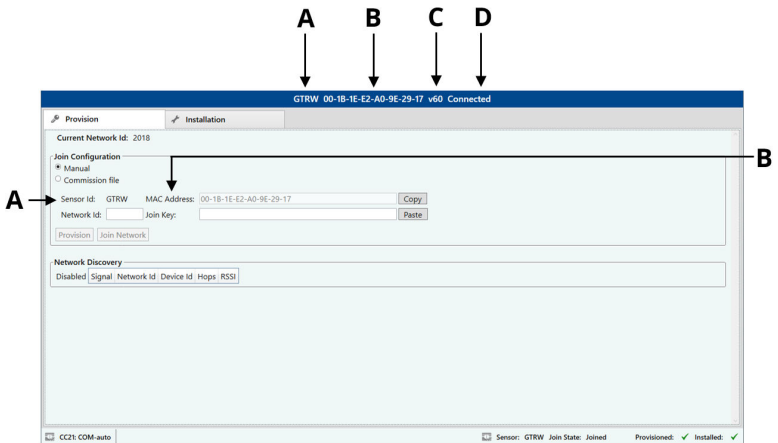 A B C D
GTRW 00-1B-1E-E2-A0-9E-29-17 v60 Connected
Provision Installation
Current Network Id: 2018
Join Configuration
Manual
B
Commission file
A
Sensor Id: GTRW MAC Address: 00-1B-1E-E2-A0-9E-29-17 Copy
Network Id: Join Key: Paste
Provision Join Network
Network Discovery
Disabled Signal Network Id Device Id Hops RSSI
CC21: COM-auto Sensor: GTRW Join State: Joined Provisioned: ✓ Installed: ✓